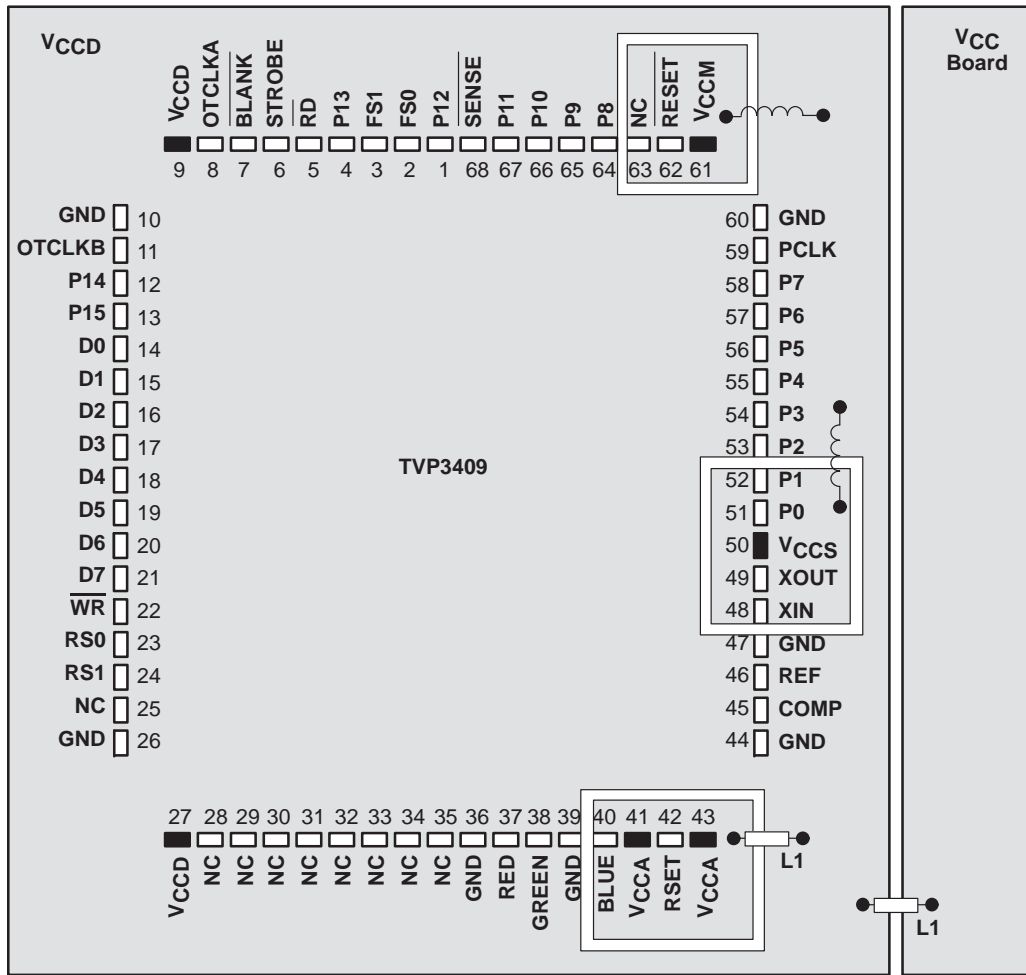 VCCD
VCC
Board
VCCD
OTCLKA
BLANK
STROBE
RD
P13
FS1
FS0
P12
SENSE
P11
P10
P9
P8
NC
RESET
VCCM
9 8 7 6 5 4 3 2 1 68 67 66 65 64 63 62 61
GND 10
OTCLKB 11
P14 12
P15 13
D0 14
D1 15
D2 16
D3 17
D4 18
D5 19
D6 20
D7 21
WR 22
RS0 23
RS1 24
NC 25
GND 26
TVP3409
60 GND
59 PCLK
58 P7
57 P6
56 P5
55 P4
54 P3
53 P2
52 P1
51 P0
50 VCCS
49 XOUT
48 XIN
47 GND
46 REF
45 COMP
44 GND
27 28 29 30 31 32 33 34 35 36 37 38 39 40 41 42 43
VCCD
NC
NC
NC
NC
NC
NC
NC
NC
GND
RED
GREEN
GND
BLUE
VCCA
RSET
VCCA
L1
L1